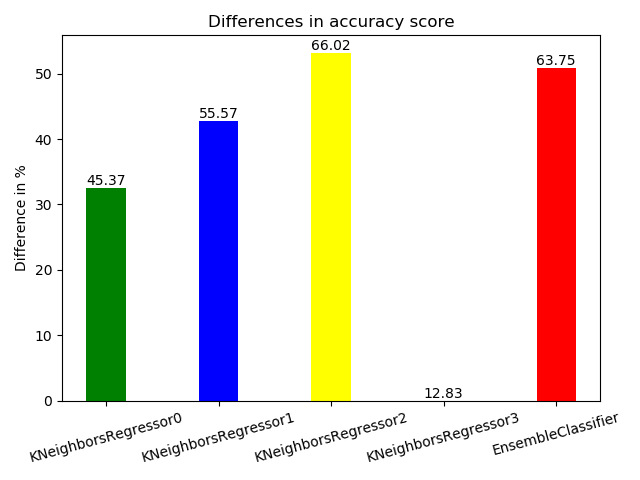 Differences in accuracy score
Difference in %
50
40
30
20
10
0
45.37
55.57
66.02
12.83
63.75
KNeighborsRegressor0
KNeighborsRegressor1
KNeighborsRegressor2
KNeighborsRegressor3
EnsembleClassifier